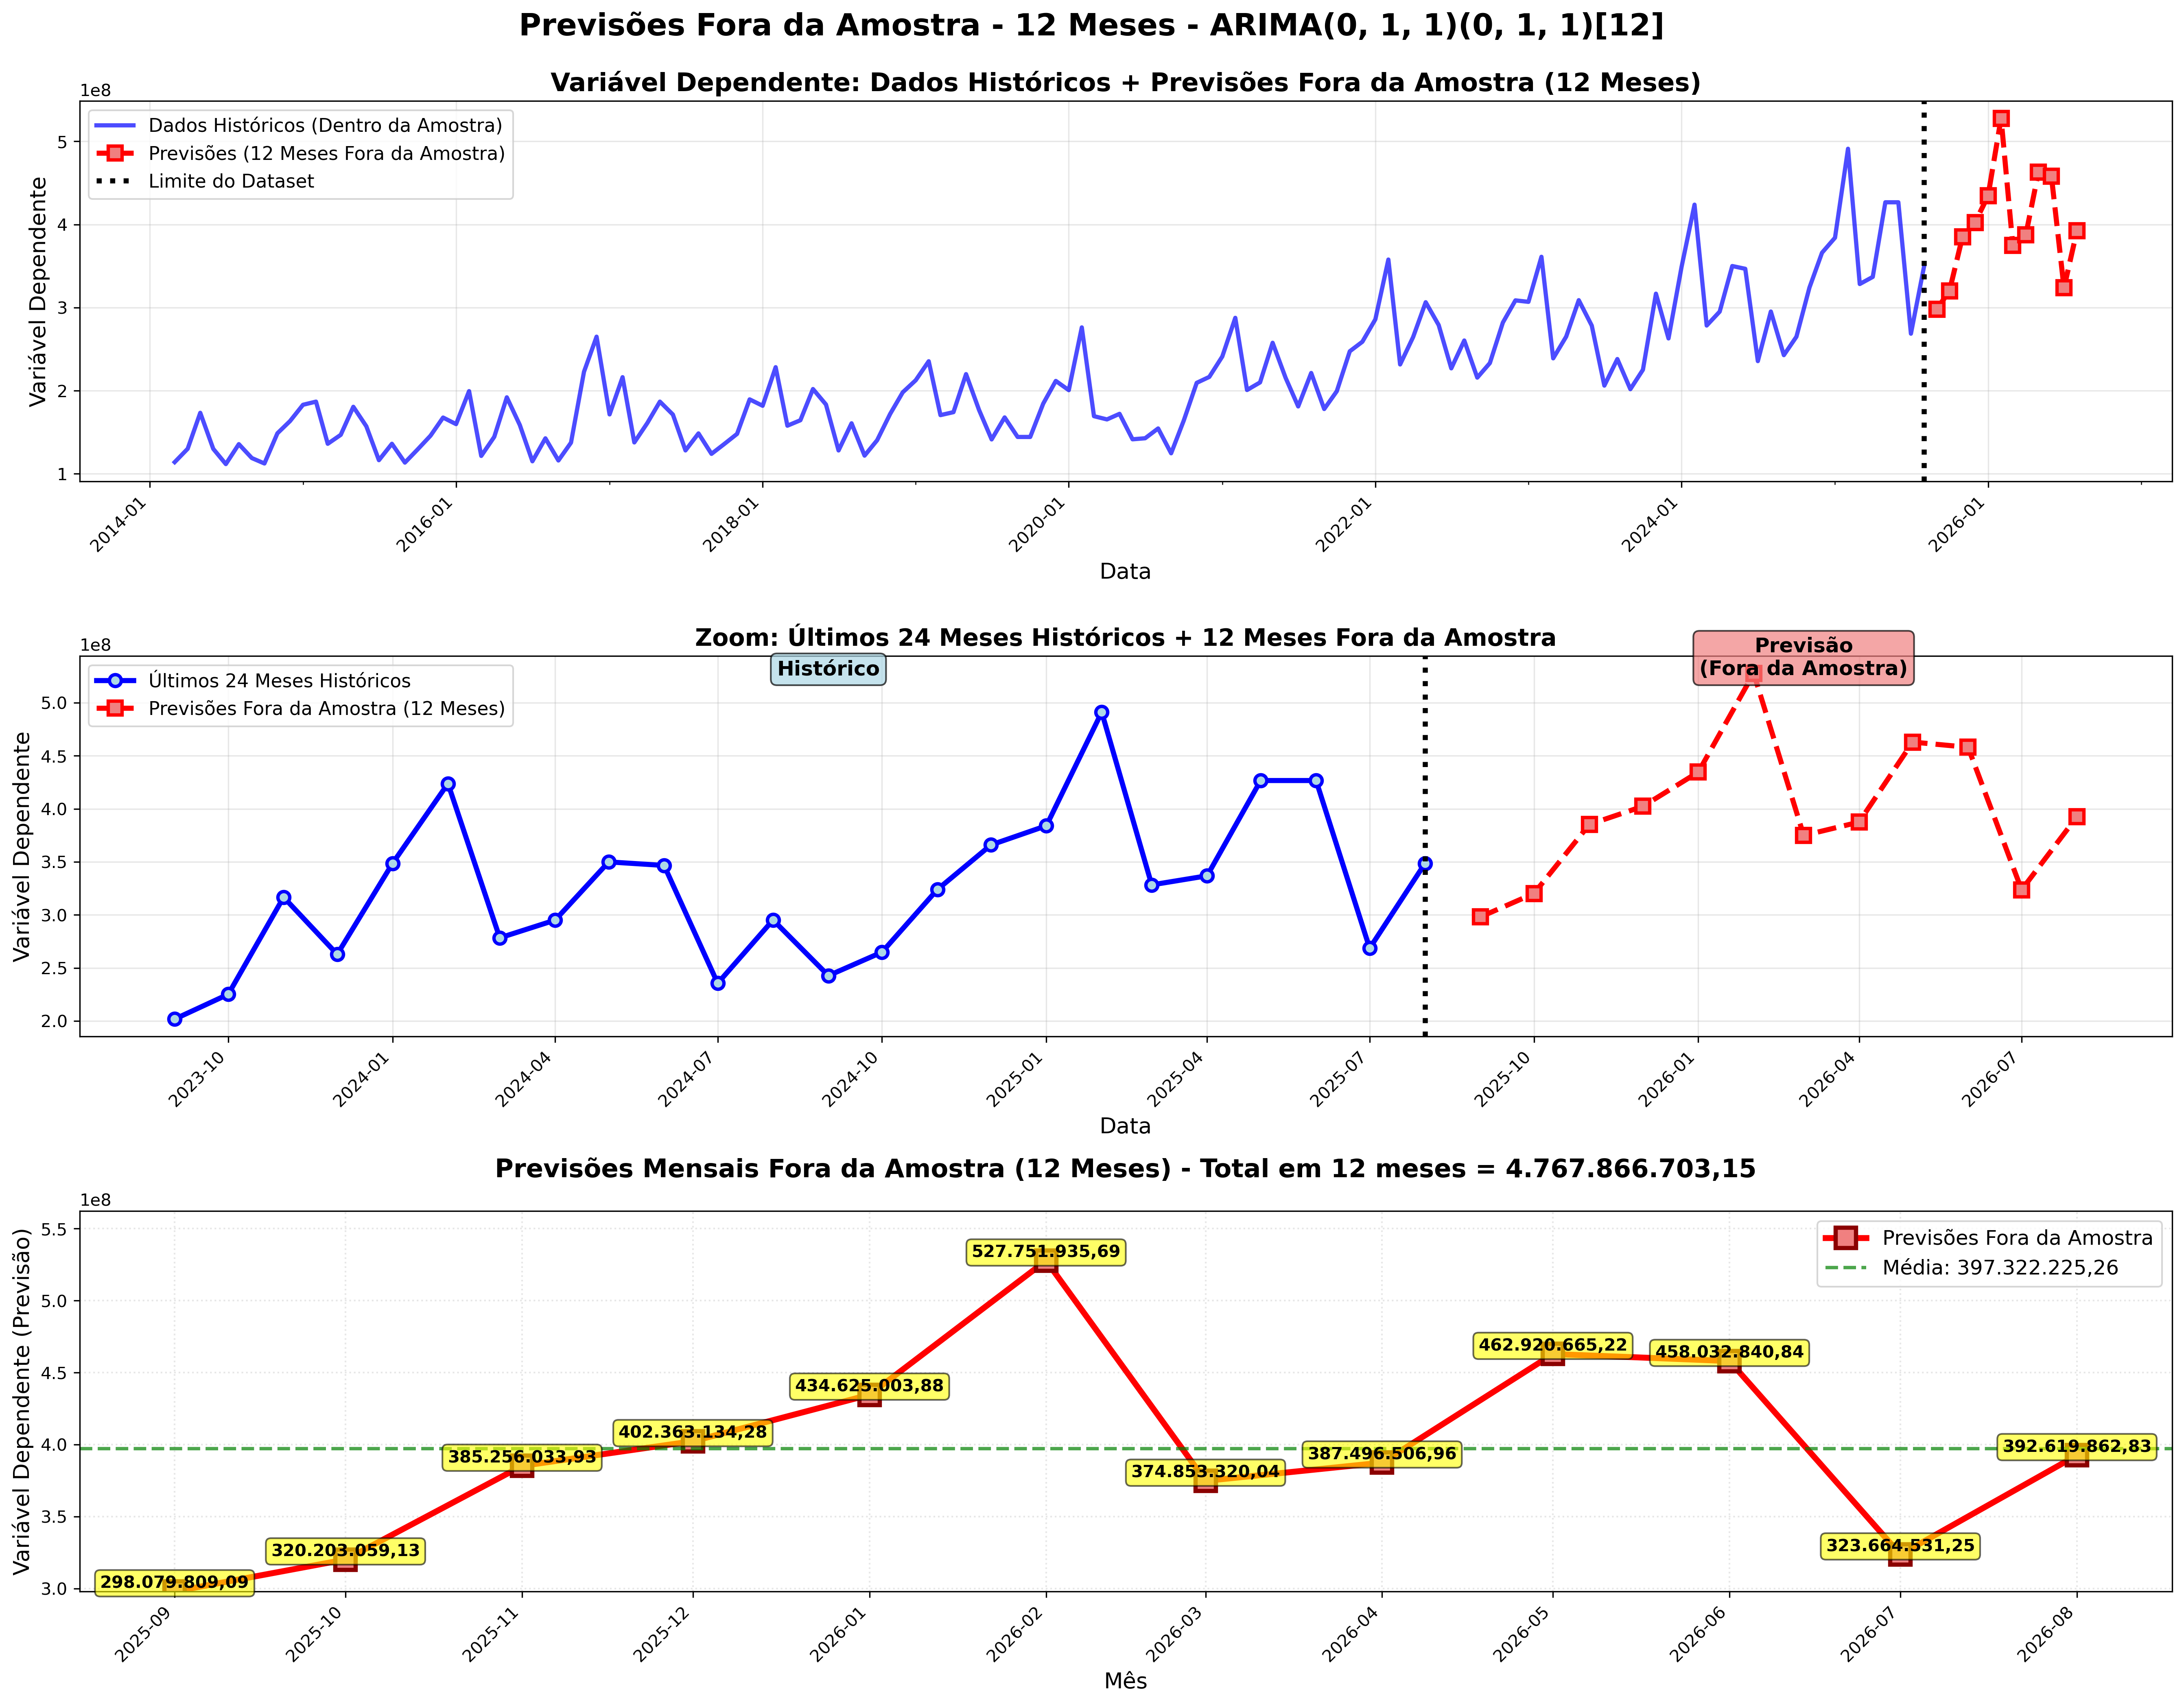 Previsões Fora da Amostra - 12 Meses - ARIMA(0, 1, 1)(0, 1, 1)[12]
Variável Dependente: Dados Históricos + Previsões Fora da Amostra (12 Meses)
1e8
Dados Históricos (Dentro da Amostra)
Previsões (12 Meses Fora da Amostra)
Limite do Dataset
Variável Dependente
5
4
3
2
1
2014-01
2016-01
2018-01
2020-01
2022-01
2024-01
2026-01
Data
Zoom: Últimos 24 Meses Históricos + 12 Meses Fora da Amostra
1e8
Histórico
Previsão
(Fora da Amostra)
Últimos 24 Meses Históricos
Previsões Fora da Amostra (12 Meses)
Variável Dependente
5.0
4.5
4.0
3.5
3.0
2.5
2.0
2023-10
2024-01
2024-04
2024-07
2024-10
2025-01
2025-04
2025-07
2025-10
2026-01
2026-04
2026-07
Data
Previsões Mensais Fora da Amostra (12 Meses) - Total em 12 meses = 4.767.866.703,15
1e8
Previsões Fora da Amostra
Média: 397.322.225,26
Variável Dependente (Previsão)
5.5
5.0
4.5
4.0
3.5
3.0
298.079.809,09
320.203.059,13
385.256.033,93
402.363.134,28
434.625.003,88
527.751.935,69
374.853.320,04
387.496.506,96
462.920.665,22
458.032.840,84
323.664.531,25
392.619.862,83
2025-09
2025-10
2025-11
2025-12
2026-01
2026-02
2026-03
2026-04
2026-05
2026-06
2026-07
2026-08
Mês